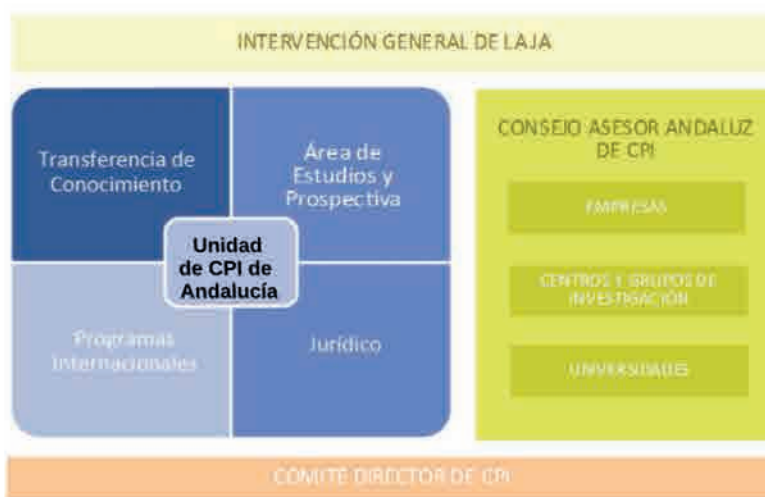 INTERVENCIÓN GENERAL DE LAJA
Transferencia de
Conocimiento
Área de
Estudios y
Prospectiva
Unidad
de CPI de
Andalucía
Programas
Internacionales
Jurídico
CONSEJO ASESOR ANDALUZ
DE CPI
EMPRESAS
CENTROS Y GRUPOS DE
INVESTIGACIÓN
UNIVERSIDADES
COMITÉ DIRECTOR DE CPI